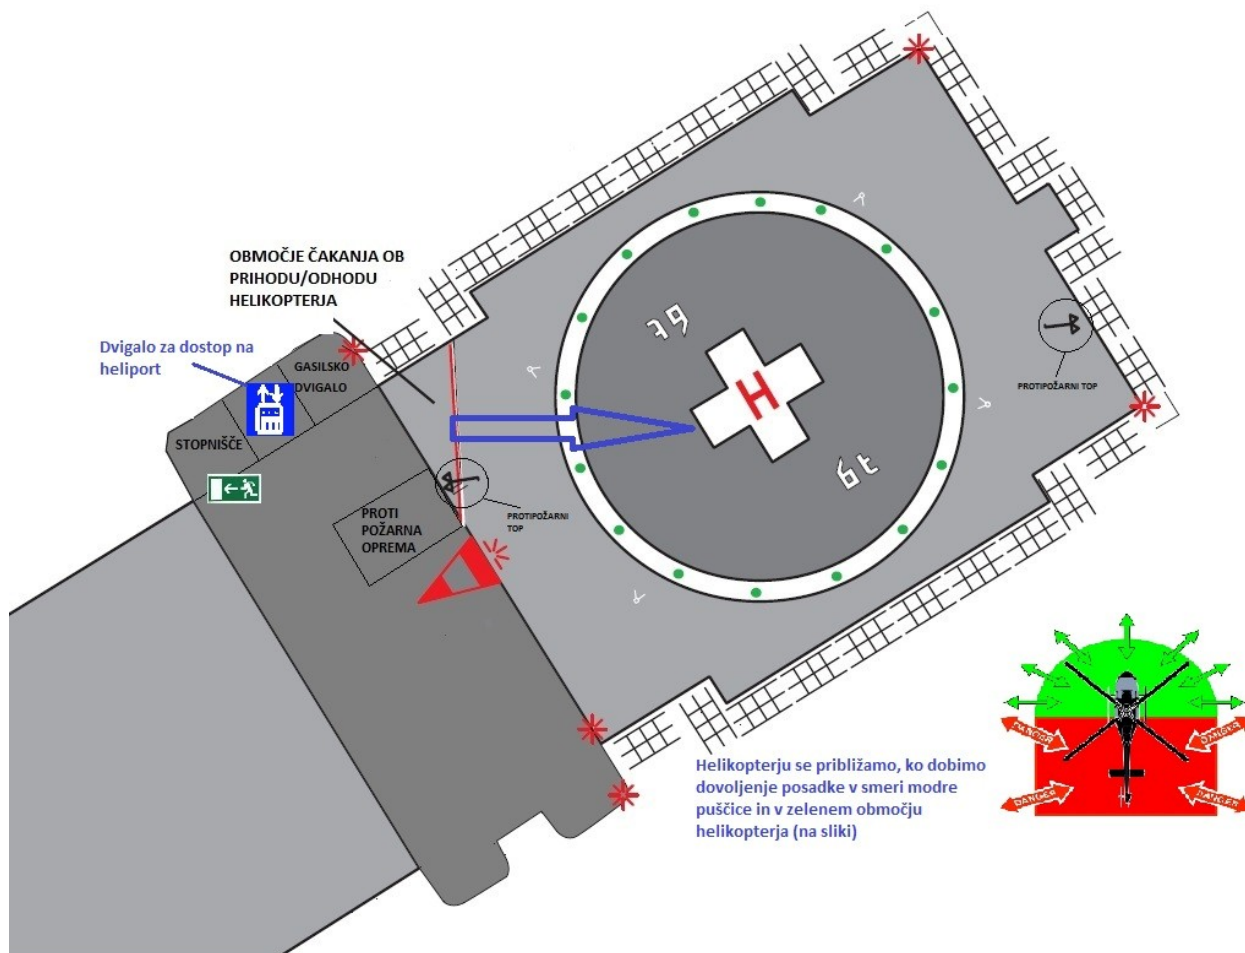 OBMOČJE ČAKANJA OB
PRIHODU/ODHODU
HELIKOPTERJA
Dvigalo za dostop na
heliport
GASILSKO
DVIGALO
STOPNIŠČE
PROTI
POŽARNA
OPREMA
PROTIPOŽARNI
TOP
PROTIPOŽARNI TOP
H
6t
Helikopterju se približamo, ko dobimo
dovoljenje posadke v smeri modre
puščice in v zelenem območju
helikopterja (na sliki)
DANGER
DANGER
DANGER
DANGER